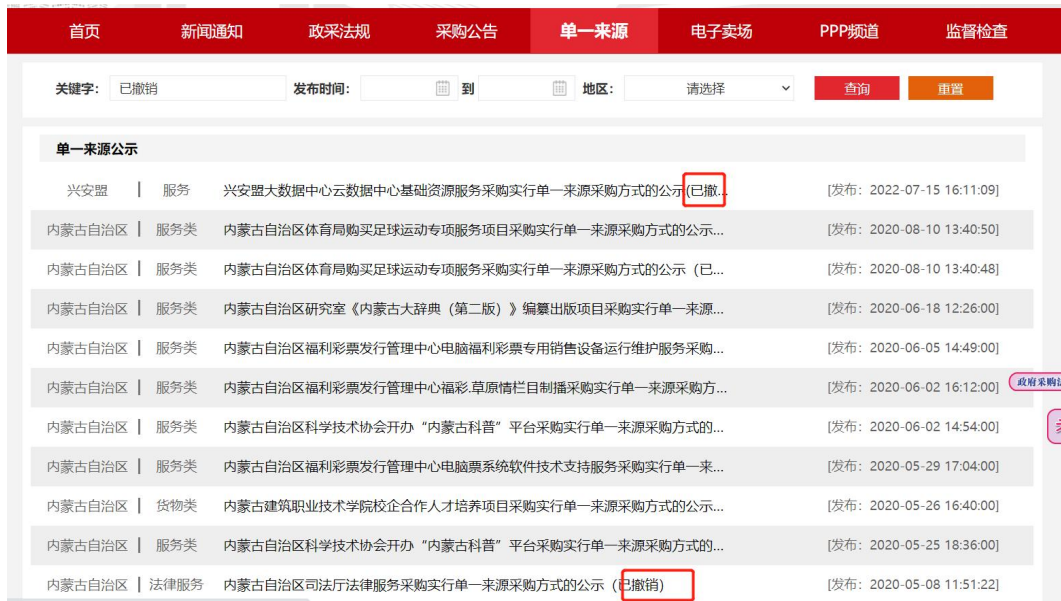 首页 新闻通知 政采法规 采购公告 单一来源 电子卖场 PPP频道 监督检查
关键字: 已撤销 发布时间: 到 地区: 请选择 查询 重置
单一来源公示
兴安盟 | 服务 兴安盟大数据中心云数据中心基础资源服务采购实行单一来源采购方式的公示(已撤... [发布: 2022-07-15 16:11:09]
内蒙古自治区 | 服务类 内蒙古自治区体育局购买足球运动专项服务项目采购实行单一来源采购方式的公示... [发布: 2020-08-10 13:40:50]
内蒙古自治区 | 服务类 内蒙古自治区体育局购买足球运动专项服务采购实行单一来源采购方式的公示（已... [发布: 2020-08-10 13:40:48]
内蒙古自治区 | 服务类 内蒙古自治区研究室《内蒙古大辞典（第二版）》编纂出版项目采购实行单一来源... [发布: 2020-06-18 12:26:00]
内蒙古自治区 | 服务类 内蒙古自治区福利彩票发行管理中心电脑福利彩票专用销售设备运行维护服务采购... [发布: 2020-06-05 14:49:00]
内蒙古自治区 | 服务类 内蒙古自治区福利彩票发行管理中心福彩.草原情栏目制播采购实行单一来源采购方... [发布: 2020-06-02 16:12:00]
政府采购
内蒙古自治区 | 服务类 内蒙古自治区科学技术协会开办“内蒙古科普”平台采购实行单一来源采购方式的... [发布: 2020-06-02 14:54:00]
内蒙古自治区 | 服务类 内蒙古自治区福利彩票发行管理中心电脑票系统软件技术支持服务采购实行单一来... [发布: 2020-05-29 17:04:00]
内蒙古自治区 | 货物类 内蒙古建筑职业技术学院校企合作人才培养项目采购实行单一来源采购方式的公示... [发布: 2020-05-26 16:40:00]
内蒙古自治区 | 服务类 内蒙古自治区科学技术协会开办“内蒙古科普”平台采购实行单一来源采购方式的... [发布: 2020-05-25 18:36:00]
内蒙古自治区 | 法律服务 内蒙古自治区司法厅法律服务采购实行单一来源采购方式的公示（已撤销） [发布: 2020-05-08 11:51:22]